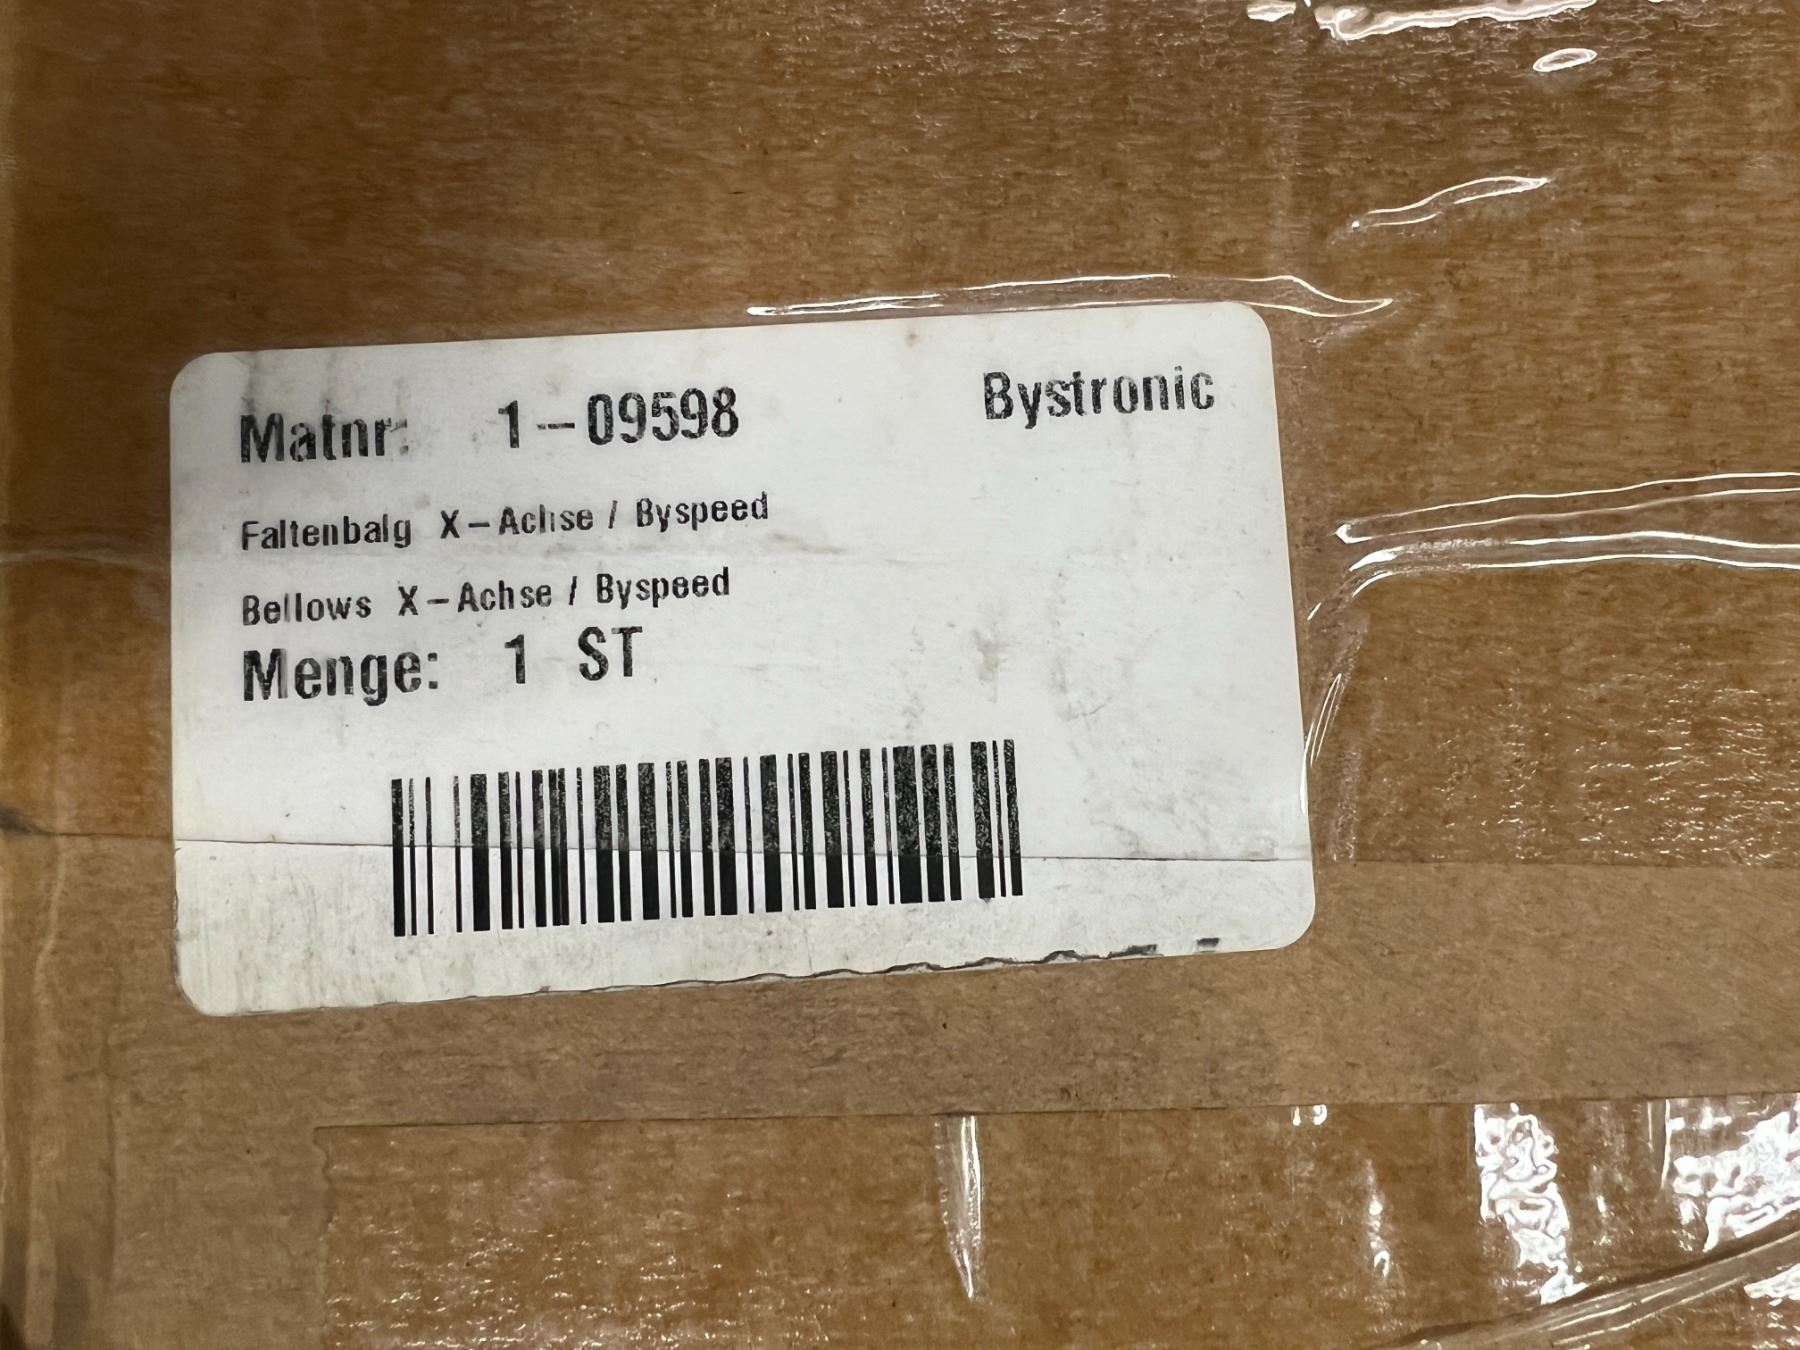 Matnr: 1-09598 Bystronic
Faltenbalg X-Achse / Byspeed
Bellows X-Achse / Byspeed
Menge: 1 ST